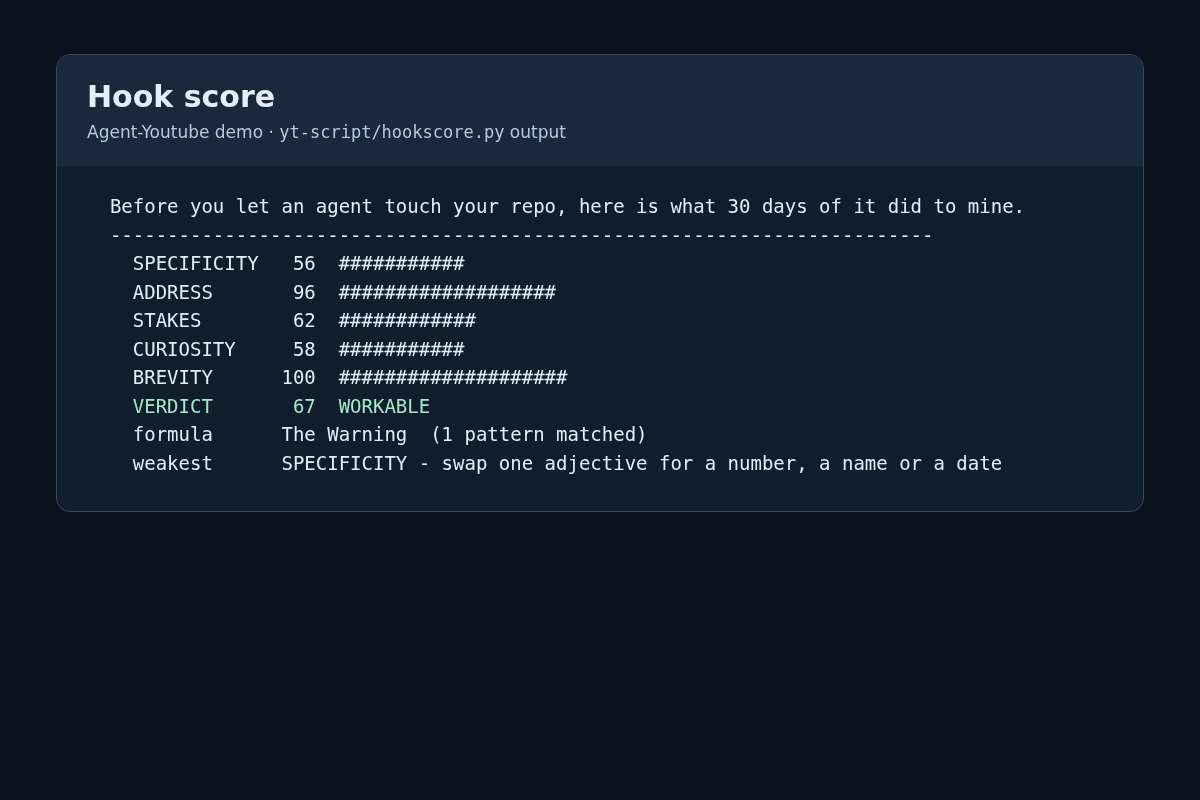 Hook score
Agent-Youtube demo · yt-script/hookscore.py output
Before you let an agent touch your repo, here is what 30 days of it did to mine.
------------------------------------------------------------------------
SPECIFICITY   56  ###########
ADDRESS       96  ###################
STAKES        62  ############
CURIOSITY     58  ###########
BREVITY      100  ####################
VERDICT       67  WORKABLE
formula      The Warning  (1 pattern matched)
weakest      SPECIFICITY - swap one adjective for a number, a name or a date